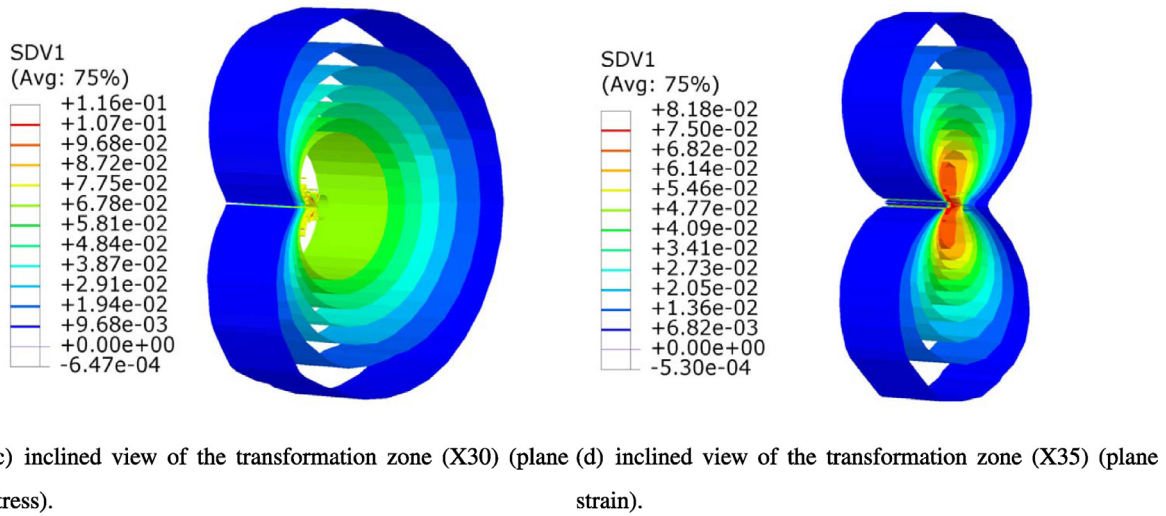 SDV1
(Avg: 75%)
+1.16e-01
+1.07e-01
+9.68e-02
+8.72e-02
+7.75e-02
+6.78e-02
+5.81e-02
+4.84e-02
+3.87e-02
+2.91e-02
+1.94e-02
+9.68e-03
+0.00e+00
-6.47e-04
SDV1
(Avg: 75%)
+8.18e-02
+7.50e-02
+6.82e-02
+6.14e-02
+5.46e-02
+4.77e-02
+4.09e-02
+3.41e-02
+2.73e-02
+2.05e-02
+1.36e-02
+6.82e-03
+0.00e+00
-5.30e-04
c) inclined view of the transformation zone (X30) (plane
tress).
(d) inclined view of the transformation zone (X35) (plane
strain).